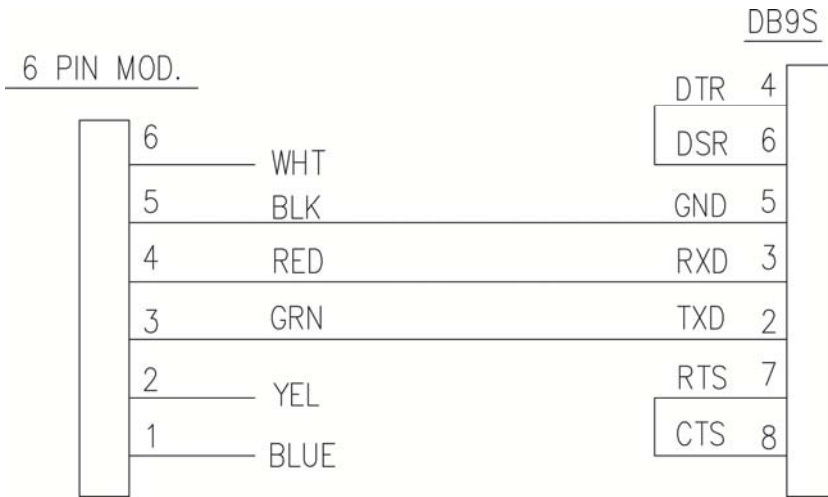 DB9S
6 PIN MOD.
DTR 4
6 DSR 6
WHT
5 BLK GND 5
4 RED RXD 3
3 GRN TXD 2
2 YEL RTS 7
1 BLUE CTS 8